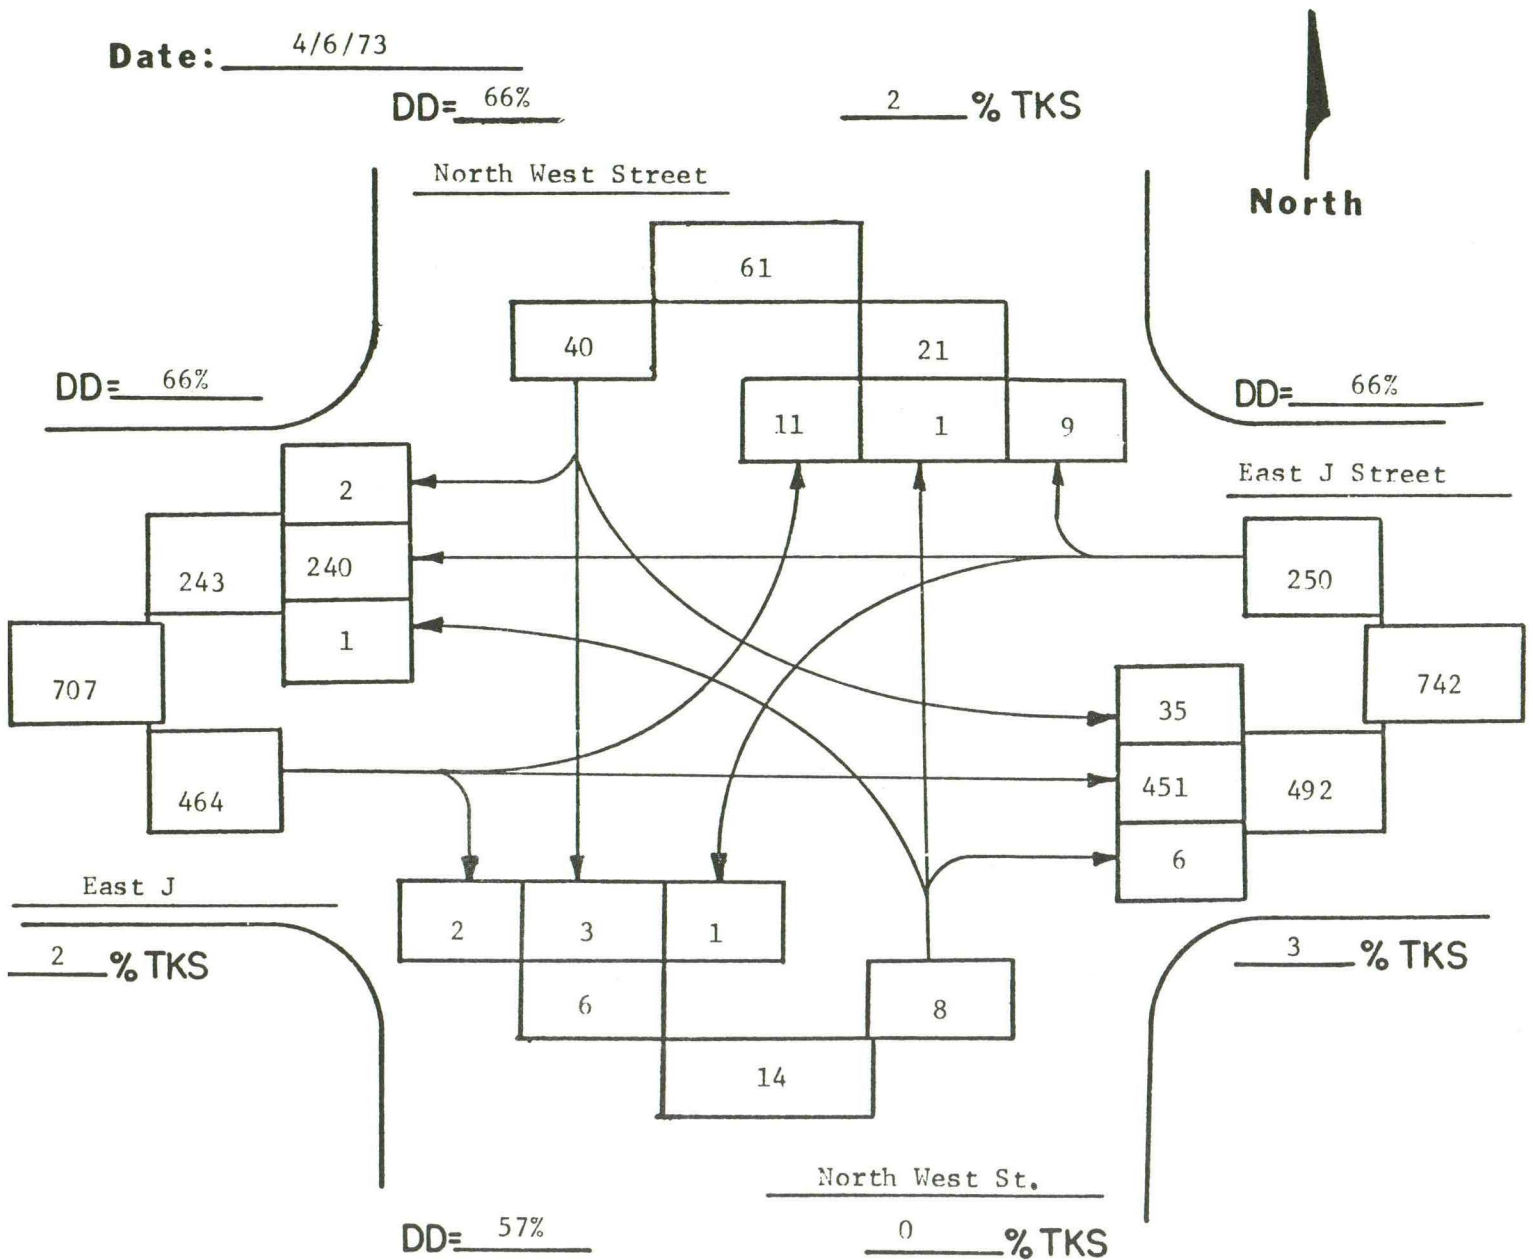 Date: 4/6/73
DD= 66% 2 % TKS
North West Street
North
61
40 21
DD= 66%
DD= 66%
11 1 9
East J Street
2
243 240 250
1
707 742
35
464 451 492
6
East J
2 3 1
2 % TKS
3 % TKS
6 8
14
North West St.
DD= 57% 0 % TKS